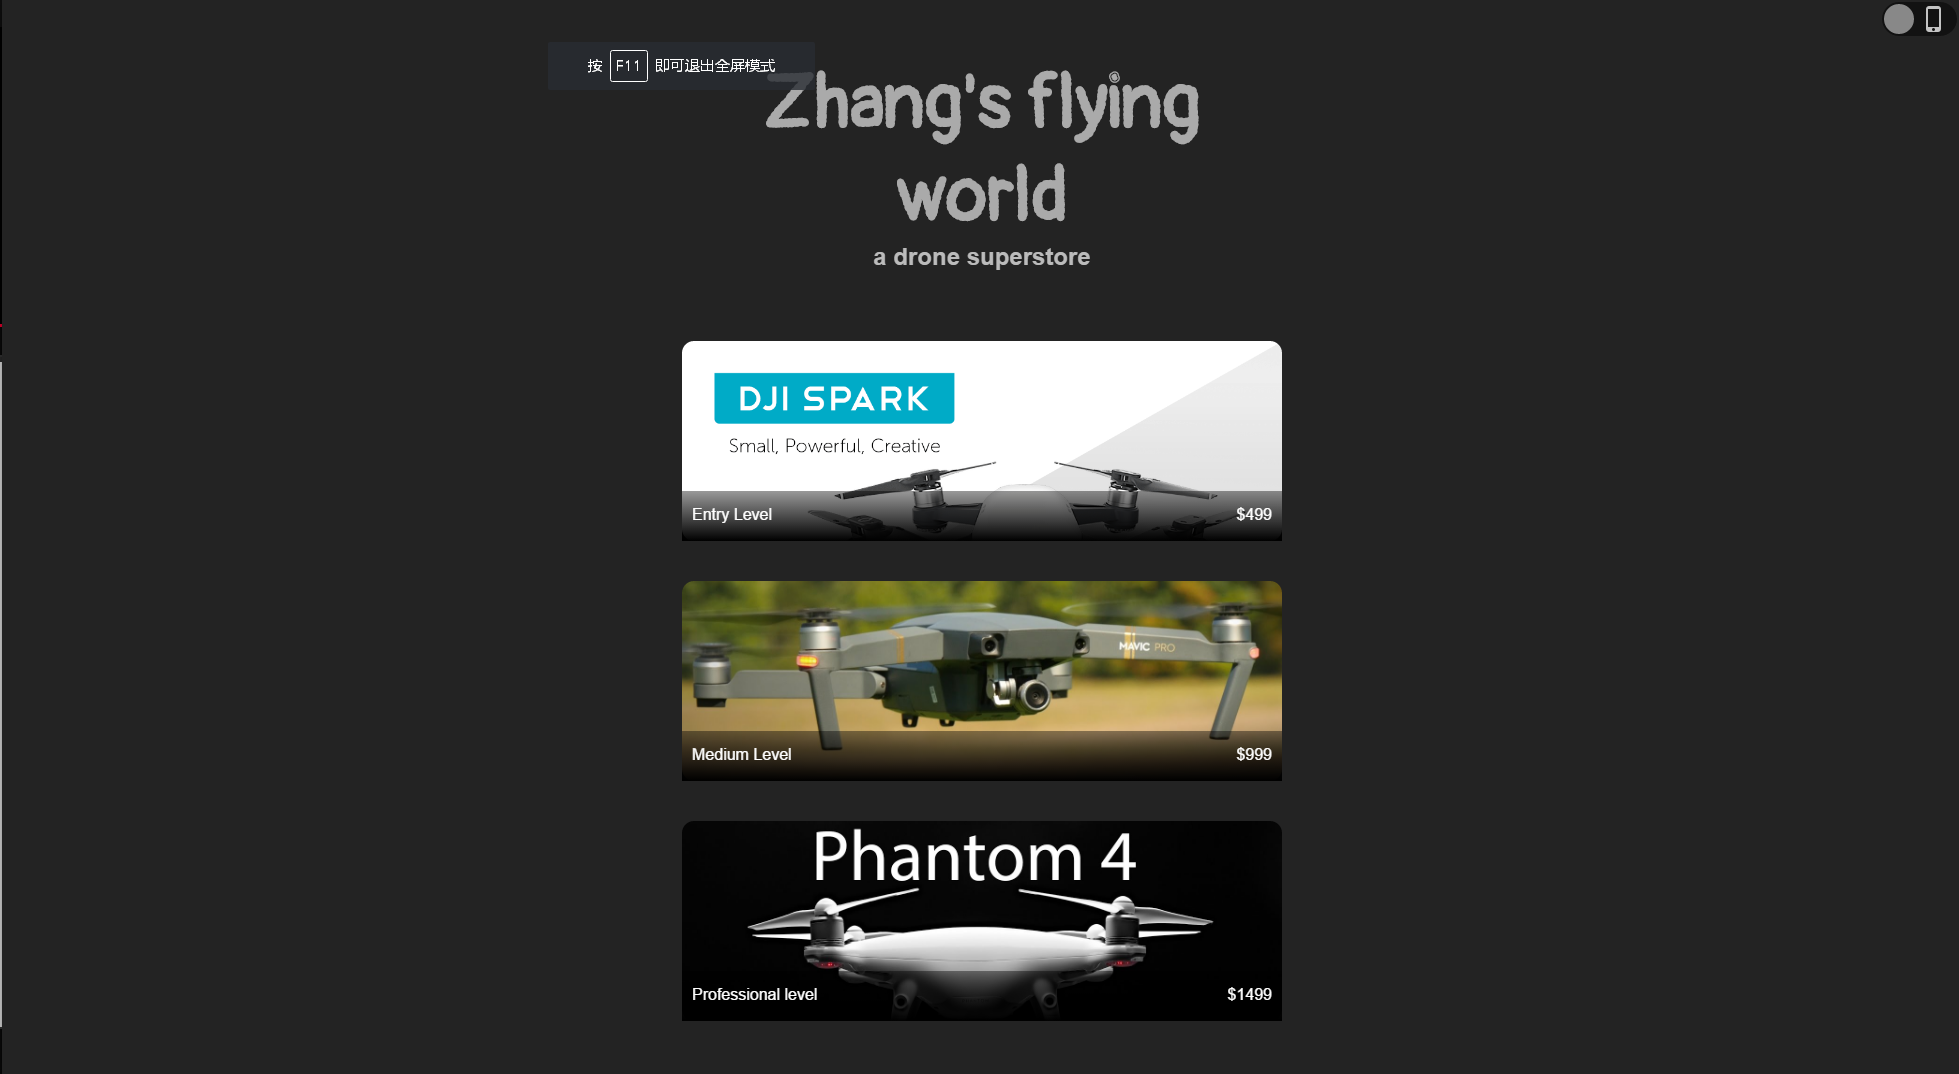 按 F11 即可退出全屏模式
Zhang's flying
world
a drone superstore
DJI SPARK
Small, Powerful, Creative
Entry Level $499
MAVIC PRO
Medium Level $999
Phantom 4
Professional level $1499